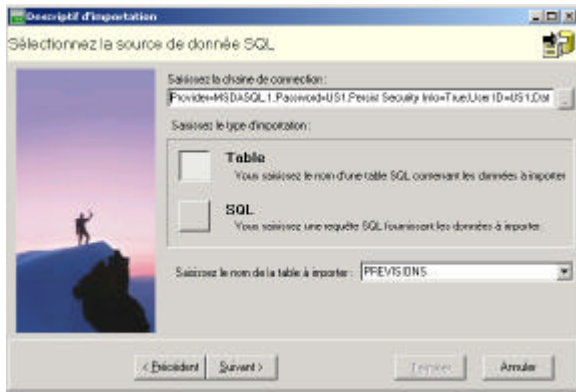 Descriptif d'importation
Sélectionnez la source de donnée SQL
Saisissez la chaine de connection :
Provider=MSDASQL.1;Password=US1;Persist Security Info=True;User ID=US1;Dat
...
Saisissez le type d'importation :
Table
Vous saisissez le nom d'une table SQL contenant les données à importer
SQL
Vous saisissez une requête SQL fournissant les données à importer.
Saisissez le nom de la table à importer : PREVISIONS
< Précédent Suivant > Terminer Annuler